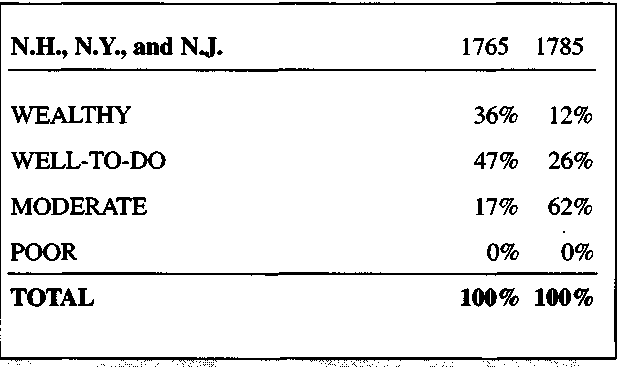 N.H., N.Y., and N.J. 1765 1785
WEALTHY 36% 12%
WELL-TO-DO 47% 26%
MODERATE 17% 62%
POOR 0% 0%
TOTAL 100% 100%